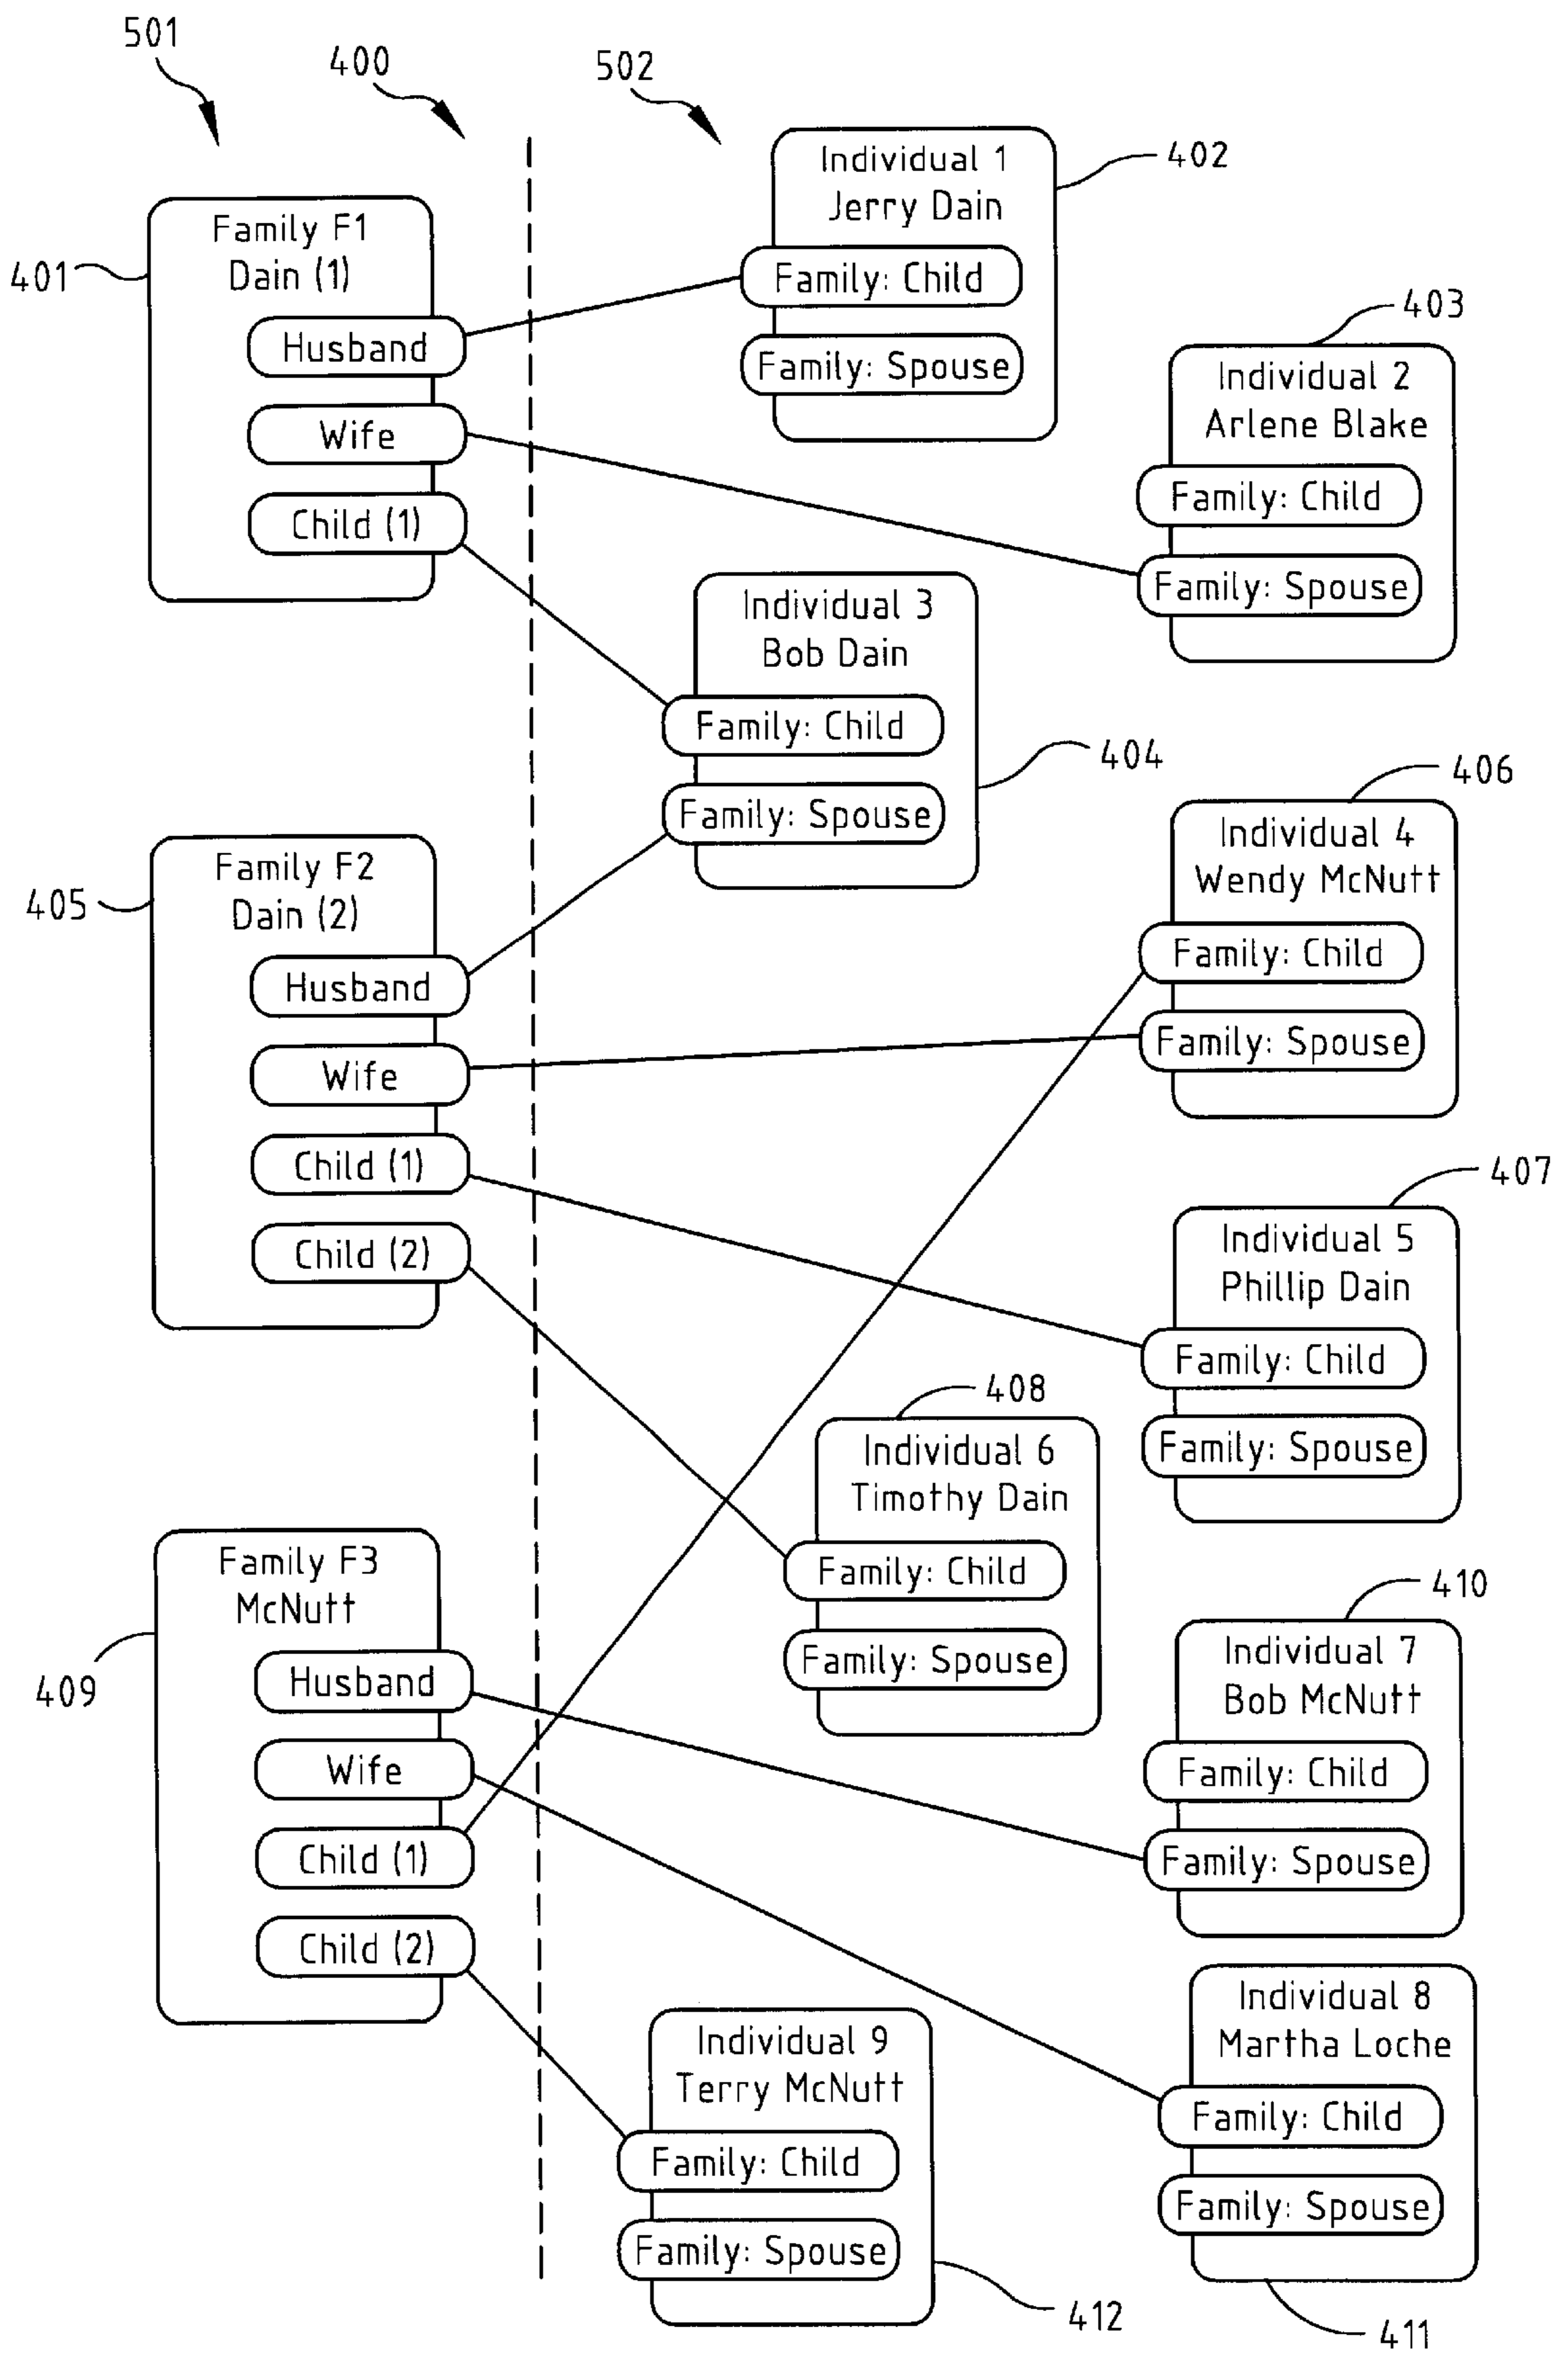 501
400
502
Individual 1
Jerry Dain
402
Family: Child
Family: Spouse
Family F1
Dain (1)
401
Husband
Wife
Child (1)
403
Individual 2
Arlene Blake
Family: Child
Family: Spouse
Individual 3
Bob Dain
Family: Child
Family: Spouse
404
406
Individual 4
Wendy McNutt
Family: Child
Family: Spouse
Family F2
Dain (2)
405
Husband
Wife
Child (1)
Child (2)
407
Individual 5
Phillip Dain
Family: Child
Family: Spouse
408
Individual 6
Timothy Dain
Family: Child
Family: Spouse
Family F3
McNutt
409
Husband
Wife
Child (1)
Child (2)
410
Individual 7
Bob McNutt
Family: Child
Family: Spouse
Individual 8
Martha Loche
Family: Child
Family: Spouse
411
Individual 9
Terry McNutt
Family: Child
Family: Spouse
412